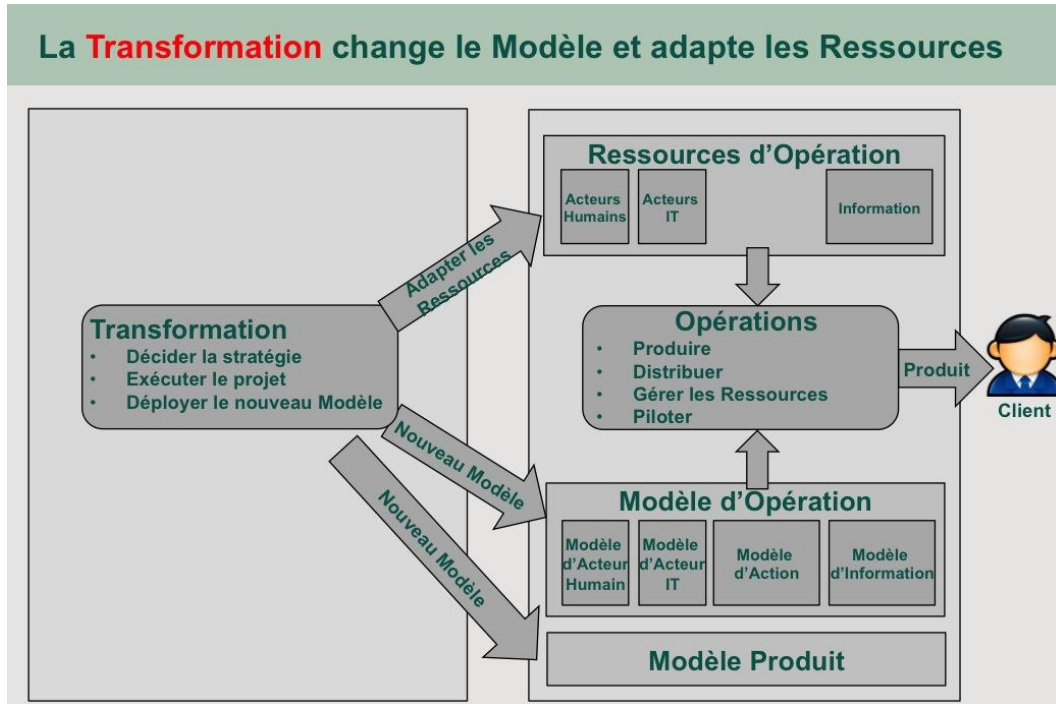 La Transformation change le Modèle et adapte les Ressources
Ressources d'Opération
Acteurs
Humains
Acteurs
IT
Information
Adapter les
Ressources
Transformation
• Décider la stratégie
• Exécuter le projet
• Déployer le nouveau Modèle
Opérations
• Produire
• Distribuer
• Gérer les Ressources
• Piloter
Produit
Client
Nouveau Modèle
Nouveau Modèle
Modèle d'Opération
Modèle
d'Acteur
Humain
Modèle
d'Acteur
IT
Modèle
d'Action
Modèle
d'Information
Modèle Produit